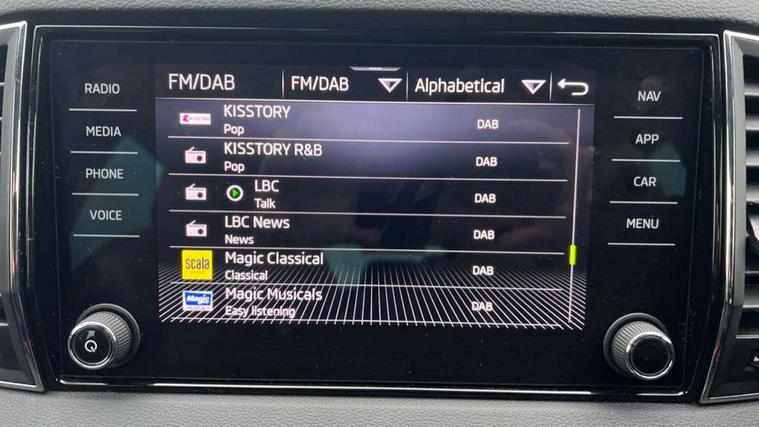 FM/DAB FM/DAB Alphabetical
RADIO
MEDIA
PHONE
VOICE
KISSTORY
Pop
DAB
KISSTORY R&B
Pop
DAB
LBC
Talk
DAB
LBC News
News
DAB
scala
Magic Classical
Classical
DAB
Magic
Magic Musicals
Easy listening
DAB
NAV
APP
CAR
MENU